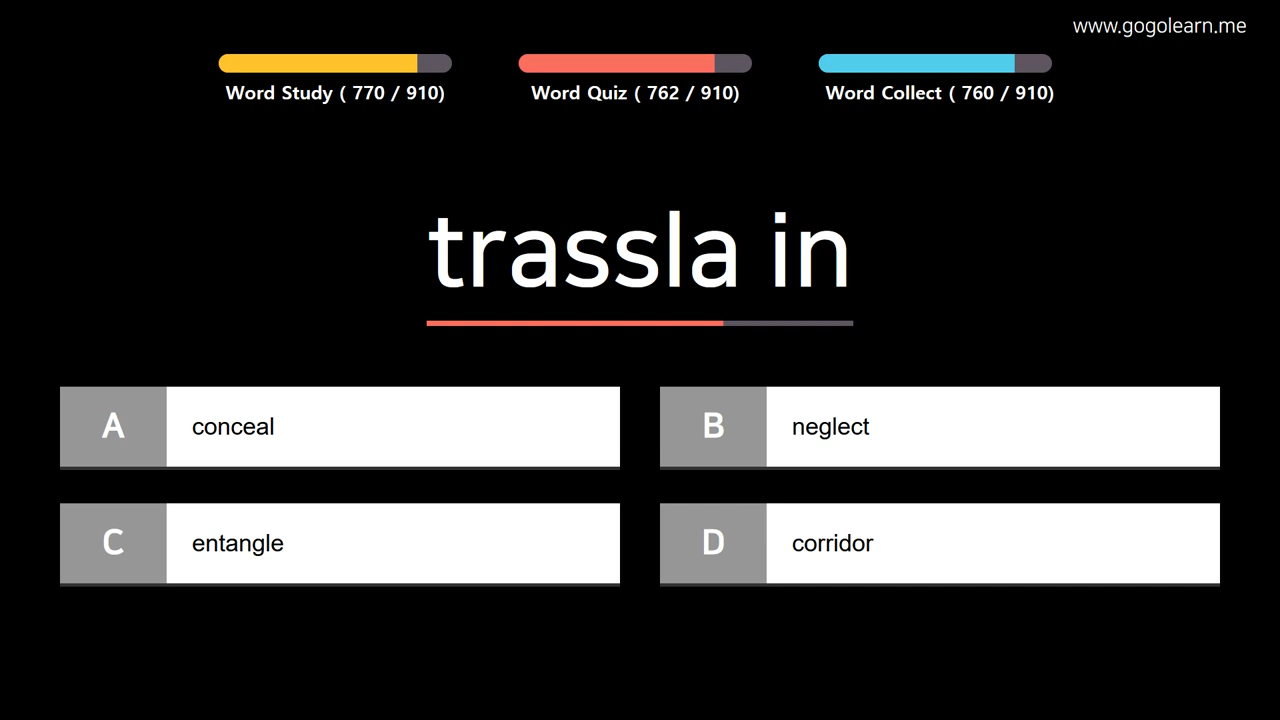 www.gogolearn.me
Word Study ( 770 / 910)
Word Quiz ( 762 / 910)
Word Collect ( 760 / 910)
trassla in
A conceal
B neglect
C entangle
D corridor